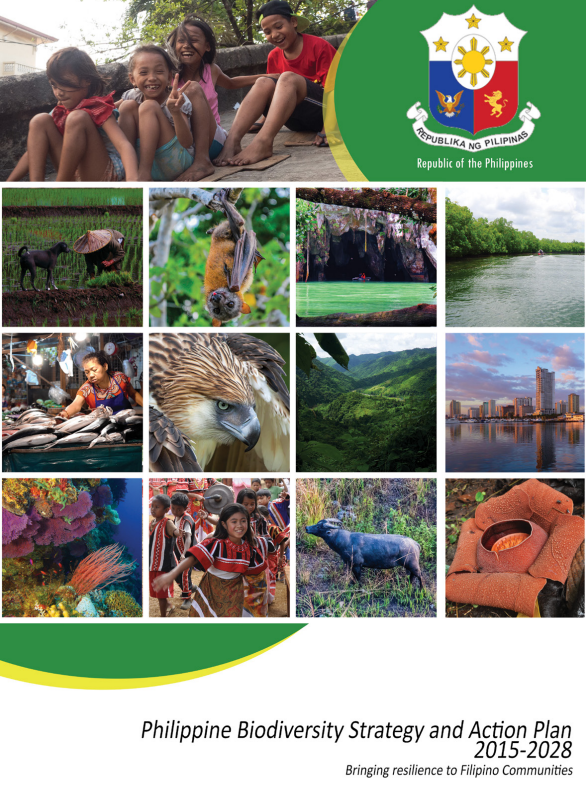 REPUBLIKA NG PILIPINAS
Republic of the Philippines
Philippine Biodiversity Strategy and Action Plan
2015-2028
Bringing resilience to Filipino Communities